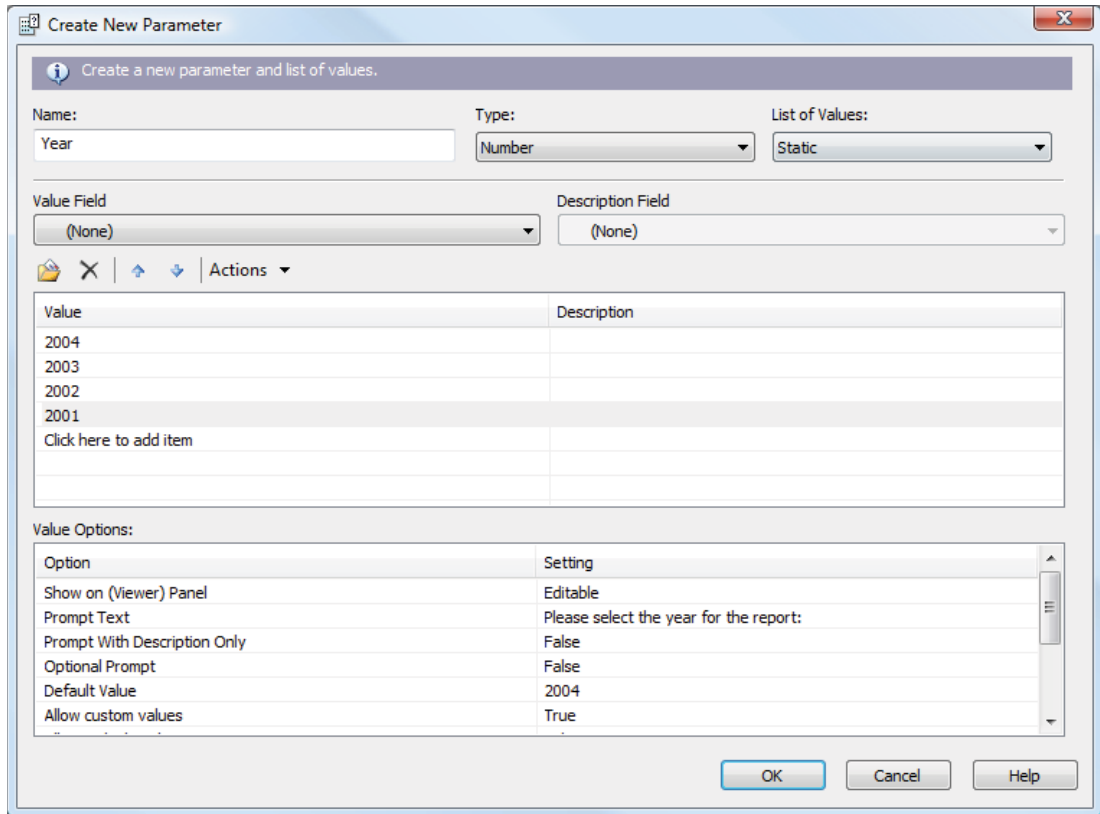 Create New Parameter
Create a new parameter and list of values.
Name: Type: List of Values:
Year Number Static
Value Field Description Field
(None) (None)
Actions
Value Description
2004
2003
2002
2001
Click here to add item
Value Options:
Option Setting
Show on (Viewer) Panel Editable
Prompt Text Please select the year for the report:
Prompt With Description Only False
Optional Prompt False
Default Value 2004
Allow custom values True
OK Cancel Help